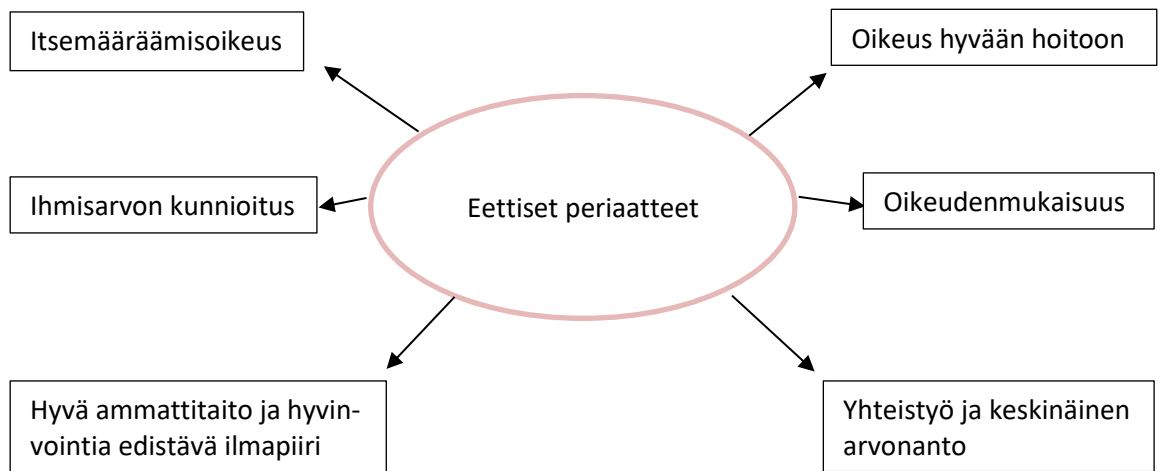 Itsemääräämisoikeus
Oikeus hyvään hoitoon
Ihmisarvon kunnioitus
Eettiset periaatteet
Oikeudenmukaisuus
Hyvä ammattitaito ja hyvin-
vointia edistävä ilmapiiri
Yhteistyö ja keskinäinen
arvonanto